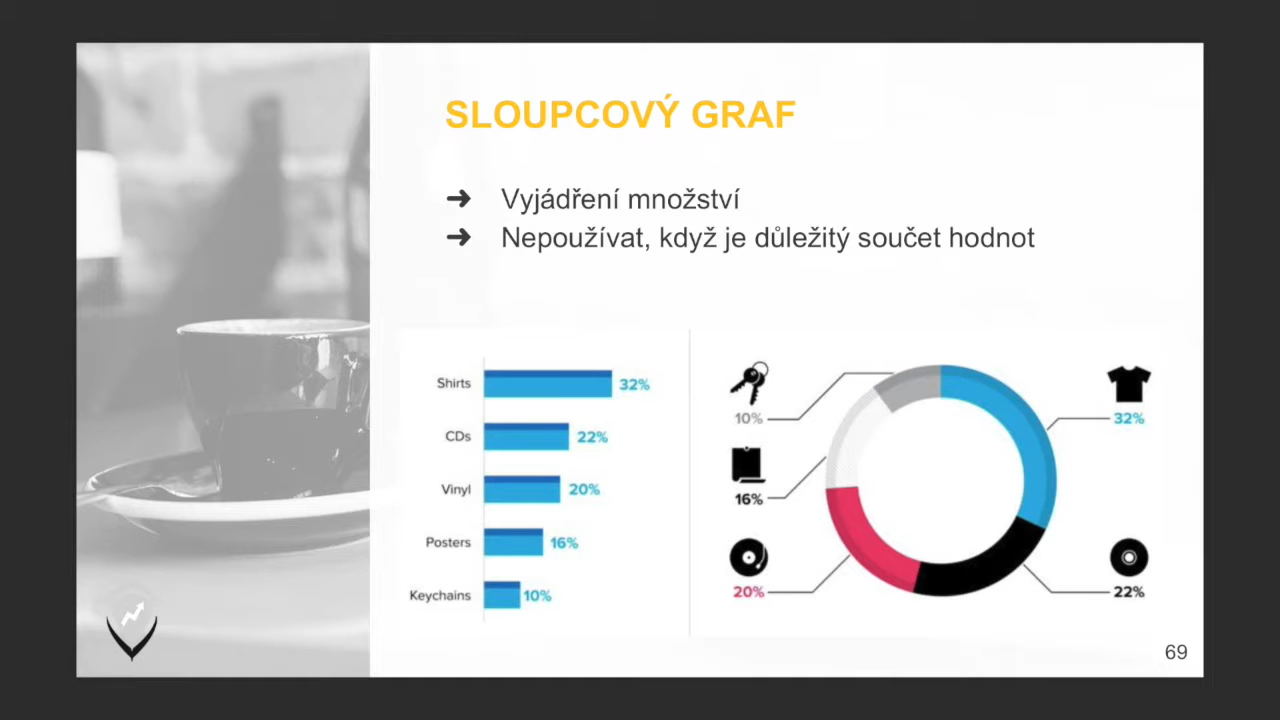 SLOUPCOVÝ GRAF
➜ Vyjádření množství
➜ Nepoužívat, když je důležitý součet hodnot
Shirts 32%
CDs 22%
Vinyl 20%
Posters 16%
Keychains 10%
10%
32%
16%
20%
22%
69